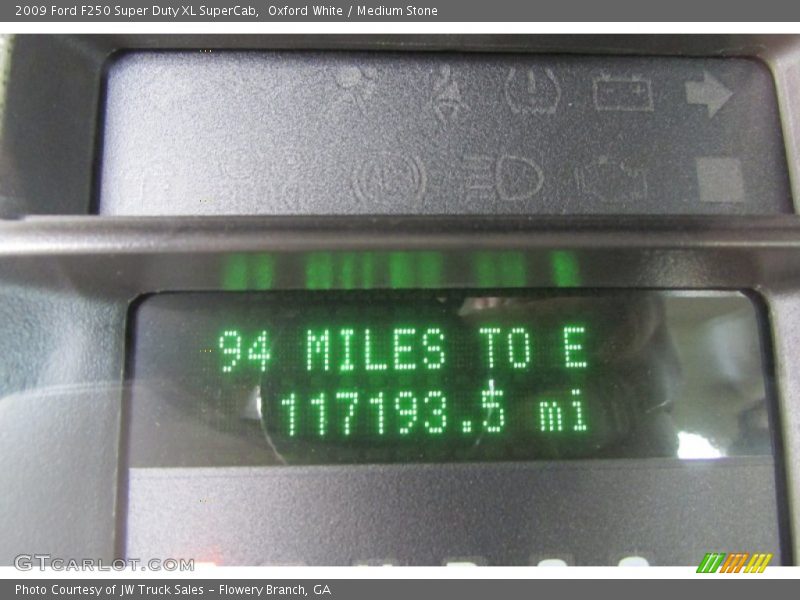 2009 Ford F250 Super Duty XL SuperCab,  Oxford White / Medium Stone
94 MILES TO E
117193.5 mi
GTCarLot.com
Photo Courtesy of JW Truck Sales - Flowery Branch, GA